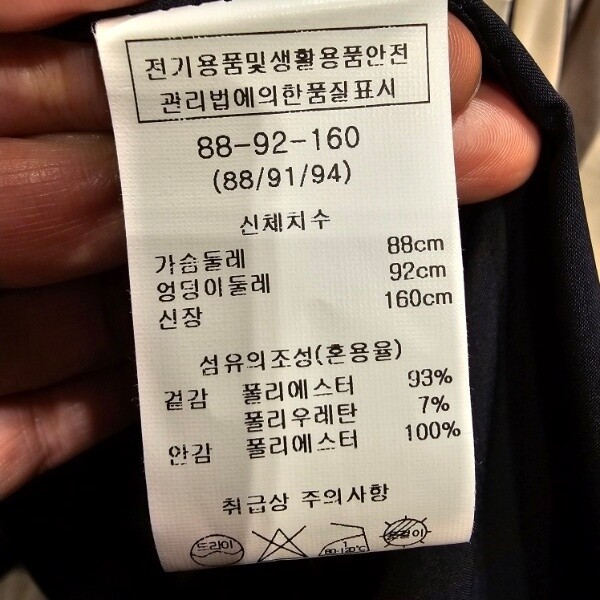 전기용품및생활용품안전
관리법에의한품질표시
88-92-160
(88/91/94)
신체치수
가슴둘레 88cm
엉덩이둘레 92cm
신장 160cm
섬유의조성(혼용율)
겉감 폴리에스터 93%
폴리우레탄 7%
안감 폴리에스터 100%
취급상 주의사항
드라이
1
80-120℃